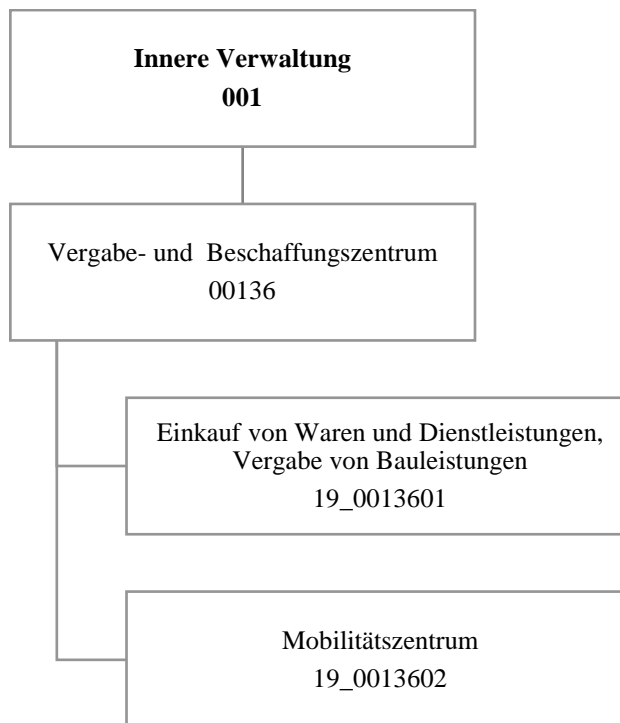 Innere Verwaltung
001
Vergabe- und Beschaffungszentrum
00136
Einkauf von Waren und Dienstleistungen,
Vergabe von Bauleistungen
19_0013601
Mobilitätszentrum
19_0013602